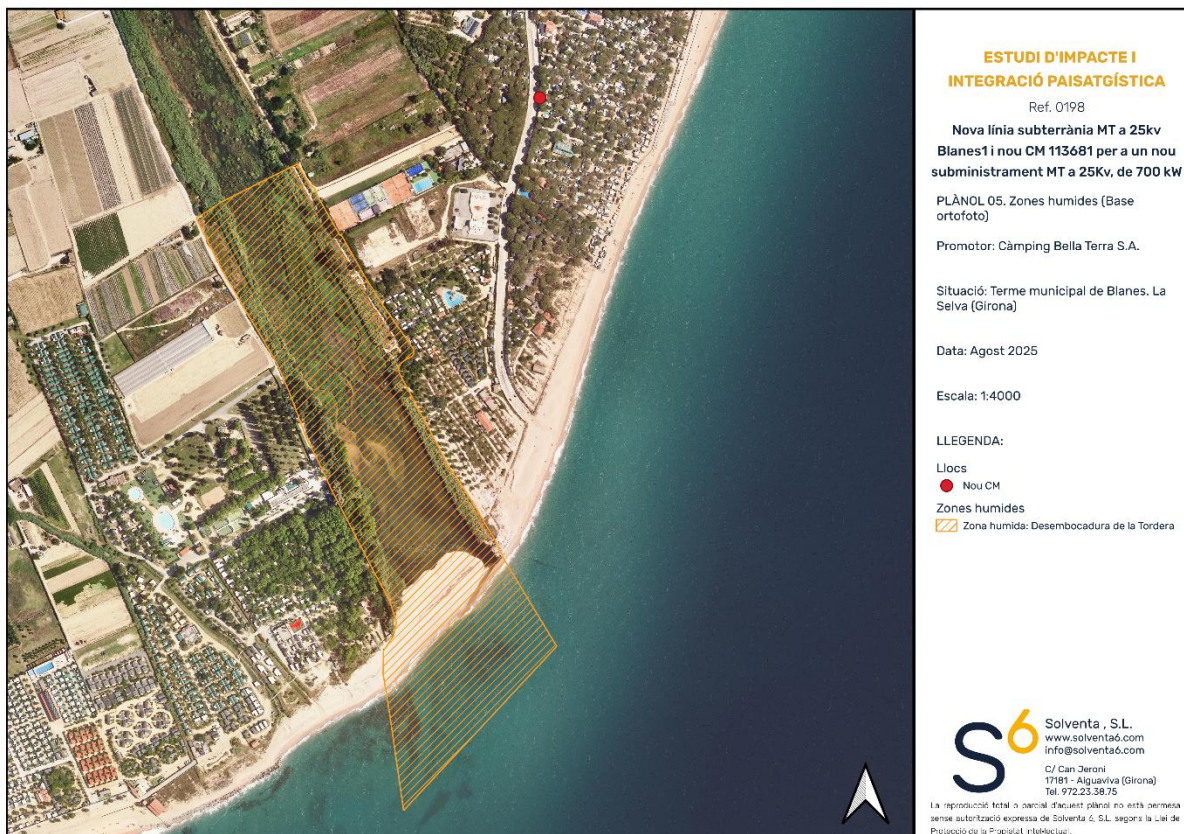 ESTUDI D'IMPACTE I
INTEGRACIÓ PAISATGÍSTICA
Ref. 0198
Nova línia subterrània MT a 25kv
Blanes1 i nou CM 113681 per a un nou
subministrament MT a 25Kv, de 700 kW
PLÀNOL 05. Zones humides (Base
ortofoto)
Promotor: Càmping Bella Terra S.A.
Situació: Terme municipal de Blanes. La
Selva (Girona)
Data: Agost 2025
Escala: 1:4000
LLEGENDA:
Llocs
Nou CM
Zones humides
Zona humida: Desembocadura de la Tordera
S6
Solventa , S.L.
www.solventa6.com
info@solventa6.com
C/ Can Jeroni
17181 - Aiguaviva (Girona)
Tel. 972.23.38.75
La reproducció total o parcial d'aquest plànol no està permesa
sense autorització expressa de Solventa 6, S.L. segons la Llei de
Protecció de la Propietat Intel·lectual.